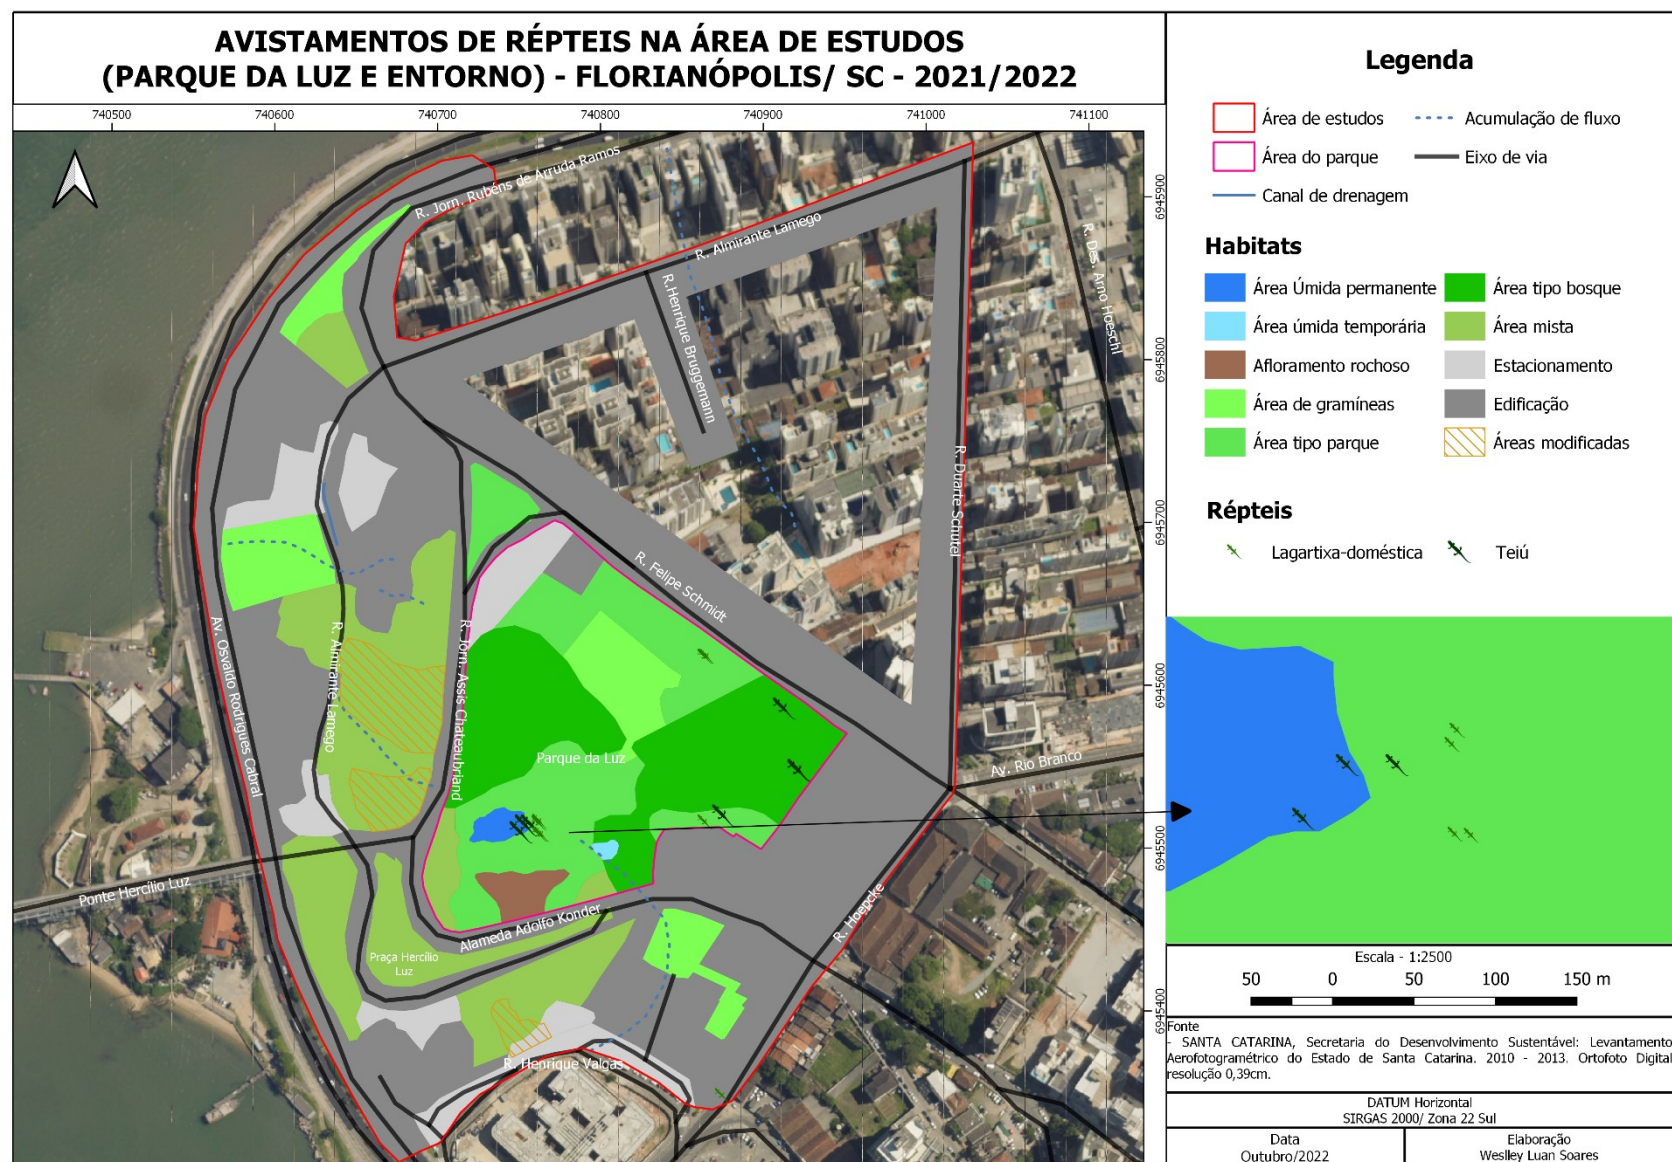 AVISTAMENTOS DE RÉPTEIS NA ÁREA DE ESTUDOS
(PARQUE DA LUZ E ENTORNO) - FLORIANÓPOLIS/ SC - 2021/2022
740500
740600
740700
740800
740900
741000
741100
6945900
6945800
6945700
6945600
6945500
6945400
R. Jorn. Rubéns de Arruda Ramos
R. Almirante Lamego
R.Henrique Bruggemann
R. Des. Arno Hoeschl
R. Duarte Schutel
R. Felipe Schmidt
Av. Osvaldo Rodrigues Cabral
R. Almirante Lamego
R. Jorn. Assis Chateaubriand
Parque da Luz
Av. Rio Branco
Ponte Hercílio Luz
Alameda Adolfo Konder
R. Hoepcke
Praça Hercílio
Luz
R. Henrique Valgas
Legenda
Área de estudos
Acumulação de fluxo
Área do parque
Eixo de via
Canal de drenagem
Habitats
Área Úmida permanente
Área tipo bosque
Área úmida temporária
Área mista
Afloramento rochoso
Estacionamento
Área de gramíneas
Edificação
Área tipo parque
Áreas modificadas
Répteis
Lagartixa-doméstica
Teiú
Escala - 1:2500
50 0 50 100 150 m
Fonte
- SANTA CATARINA, Secretaria do Desenvolvimento Sustentável: Levantamento
Aerofotogramétrico do Estado de Santa Catarina. 2010 - 2013. Ortofoto Digital
resolução 0,39cm.
DATUM Horizontal
SIRGAS 2000/ Zona 22 Sul
Data
Outubro/2022
Elaboração
Weslley Luan Soares